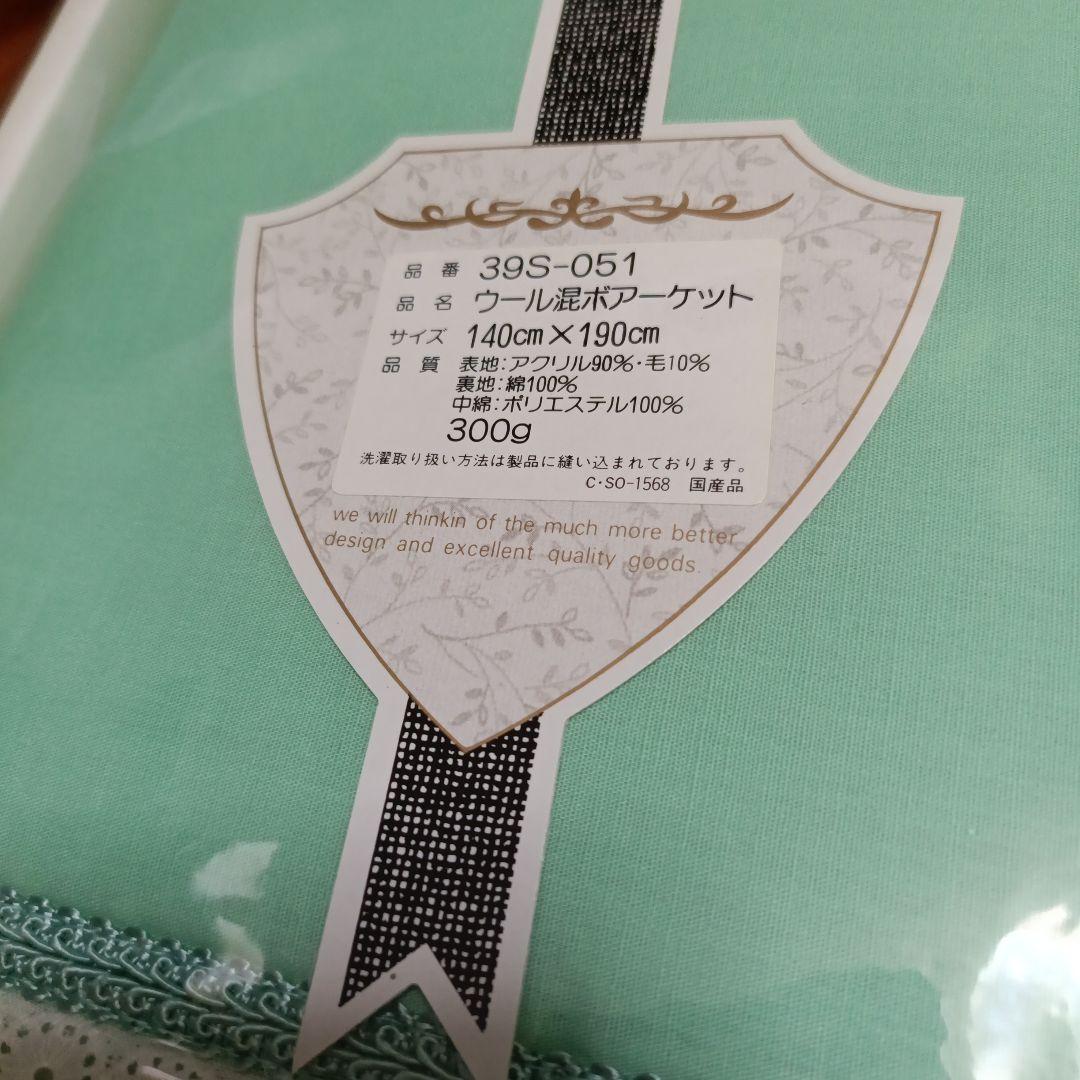 品番 39S-051
品名 ウール混ボアーケット
サイズ 140cm×190cm
品質 表地:アクリル90%・毛10%
裏地:綿100%
中綿:ポリエステル100%
300g
洗濯取り扱い方法は製品に縫い込まれております。
C・SO-1568 国産品
we will thinkin of the much more better
design and excellent quality goods.